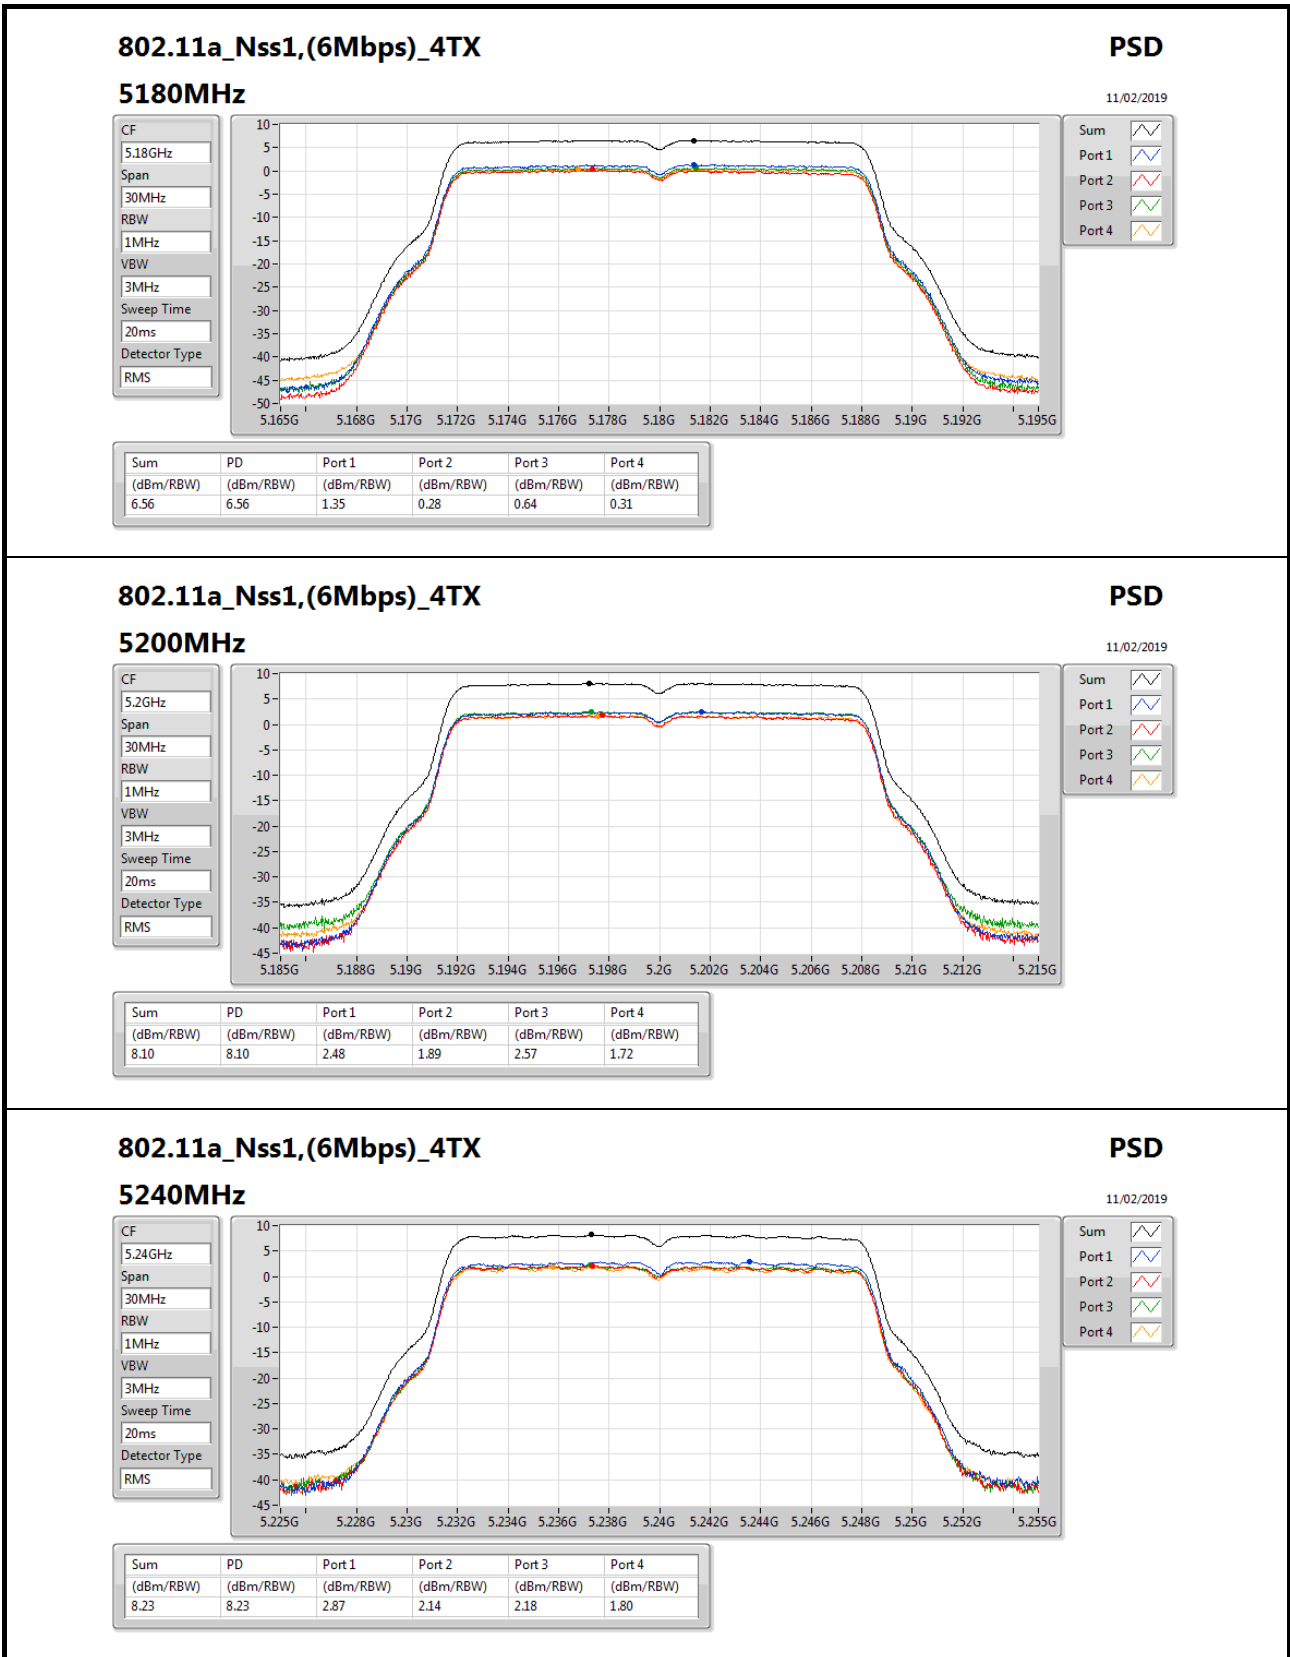 802.11a_Nss1,(6Mbps)_4TX PSD
5180MHz 11/02/2019
CF
5.18GHz
Span
30MHz
RBW
1MHz
VBW
3MHz
Sweep Time
20ms
Detector Type
RMS
10
5
0
-5
-10
-15
-20
-25
-30
-35
-40
-45
-50
5.165G 5.168G 5.17G 5.172G 5.174G 5.176G 5.178G 5.18G 5.182G 5.184G 5.186G 5.188G 5.19G 5.192G 5.195G
Sum
Port 1
Port 2
Port 3
Port 4
Sum PD Port 1 Port 2 Port 3 Port 4
(dBm/RBW) (dBm/RBW) (dBm/RBW) (dBm/RBW) (dBm/RBW) (dBm/RBW)
6.56 6.56 1.35 0.28 0.64 0.31
802.11a_Nss1,(6Mbps)_4TX PSD
5200MHz 11/02/2019
CF
5.2GHz
Span
30MHz
RBW
1MHz
VBW
3MHz
Sweep Time
20ms
Detector Type
RMS
10
5
0
-5
-10
-15
-20
-25
-30
-35
-40
-45
5.185G 5.188G 5.19G 5.192G 5.194G 5.196G 5.198G 5.2G 5.202G 5.204G 5.206G 5.208G 5.21G 5.212G 5.215G
Sum
Port 1
Port 2
Port 3
Port 4
Sum PD Port 1 Port 2 Port 3 Port 4
(dBm/RBW) (dBm/RBW) (dBm/RBW) (dBm/RBW) (dBm/RBW) (dBm/RBW)
8.10 8.10 2.48 1.89 2.57 1.72
802.11a_Nss1,(6Mbps)_4TX PSD
5240MHz 11/02/2019
CF
5.24GHz
Span
30MHz
RBW
1MHz
VBW
3MHz
Sweep Time
20ms
Detector Type
RMS
10
5
0
-5
-10
-15
-20
-25
-30
-35
-40
-45
5.225G 5.228G 5.23G 5.232G 5.234G 5.236G 5.238G 5.24G 5.242G 5.244G 5.246G 5.248G 5.25G 5.252G 5.255G
Sum
Port 1
Port 2
Port 3
Port 4
Sum PD Port 1 Port 2 Port 3 Port 4
(dBm/RBW) (dBm/RBW) (dBm/RBW) (dBm/RBW) (dBm/RBW) (dBm/RBW)
8.23 8.23 2.87 2.14 2.18 1.80